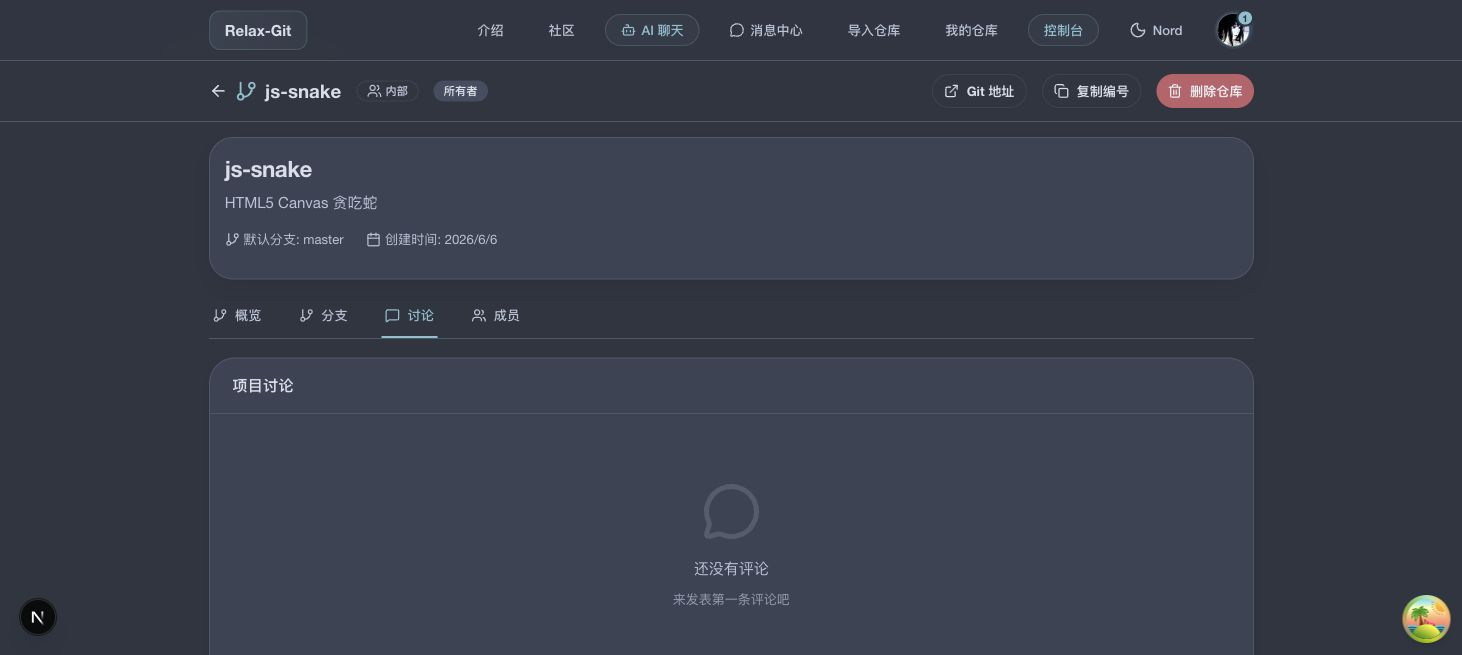 Relax-Git 介绍 社区 AI 聊天 消息中心 导入仓库 我的仓库 控制台 Nord 1
js-snake 内部 所有者 Git 地址 复制编号 删除仓库
js-snake
HTML5 Canvas 贪吃蛇
默认分支: master 创建时间: 2026/6/6
概览 分支 讨论 成员
项目讨论
还没有评论
来发表第一条评论吧
N